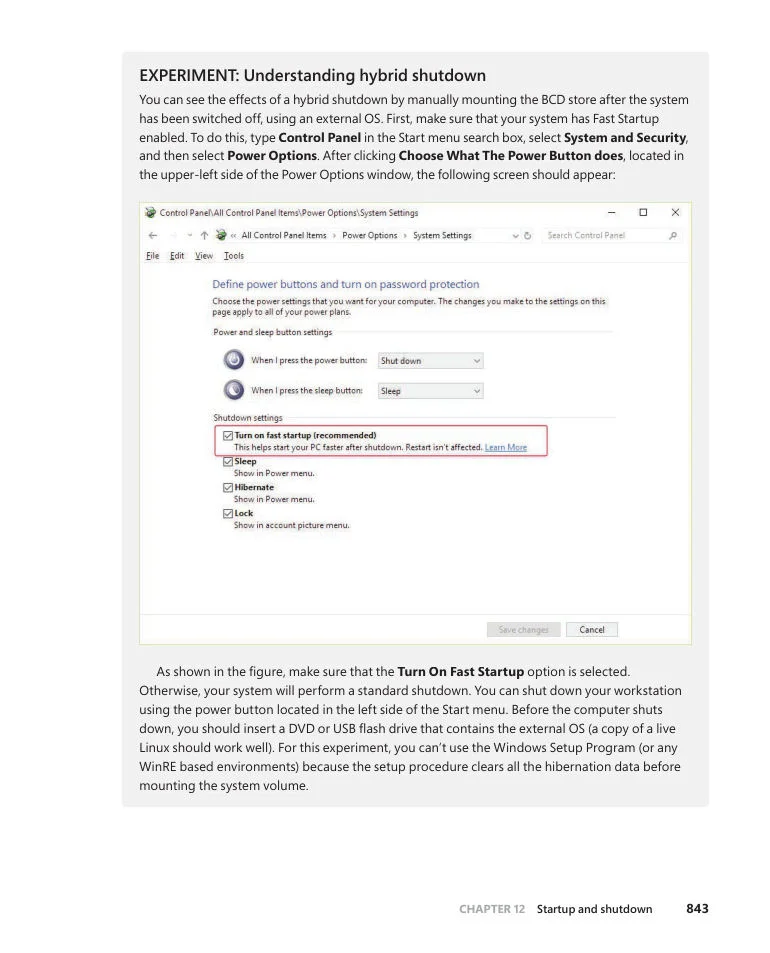 EXPERIMENT: Understanding hybrid shutdown
You can see the effects of a hybrid shutdown by manually mounting the BCD store after the system
has been switched off, using an external OS. First, make sure that your system has Fast Startup
enabled. To do this, type Control Panel in the Start menu search box, select System and Security,
and then select Power Options. After clicking Choose What The Power Button does, located in
the upper-left side of the Power Options window, the following screen should appear:
Control Panel\All Control Panel Items\Power Options\System Settings
« All Control Panel Items › Power Options › System Settings
Search Control Panel
File Edit View Tools
Define power buttons and turn on password protection
Choose the power settings that you want for your computer. The changes you make to the settings on this
page apply to all of your power plans.
Power and sleep button settings
When I press the power button: Shut down
When I press the sleep button: Sleep
Shutdown settings
Turn on fast startup (recommended)
This helps start your PC faster after shutdown. Restart isn't affected. Learn More
Sleep
Show in Power menu.
Hibernate
Show in Power menu.
Lock
Show in account picture menu.
Save changes Cancel
As shown in the figure, make sure that the Turn On Fast Startup option is selected.
Otherwise, your system will perform a standard shutdown. You can shut down your workstation
using the power button located in the left side of the Start menu. Before the computer shuts
down, you should insert a DVD or USB flash drive that contains the external OS (a copy of a live
Linux should work well). For this experiment, you can't use the Windows Setup Program (or any
WinRE based environments) because the setup procedure clears all the hibernation data before
mounting the system volume.
CHAPTER 12 Startup and shutdown 843